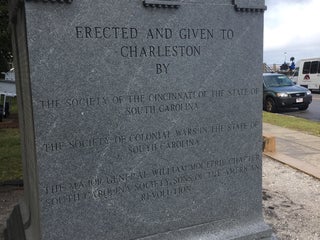 ERECTED AND GIVEN TO
CHARLESTON
BY
THE SOCIETY OF THE CINCINNATI OF THE STATE OF
SOUTH CAROLINA
THE SOCIETY OF COLONIAL WARS IN THE STATE OF
SOUTH CAROLINA
THE MAJOR GENERAL WILLIAM MOULTRIE CHAPTER
SOUTH CAROLINA SOCIETY SONS OF THE AMERICAN
REVOLUTION